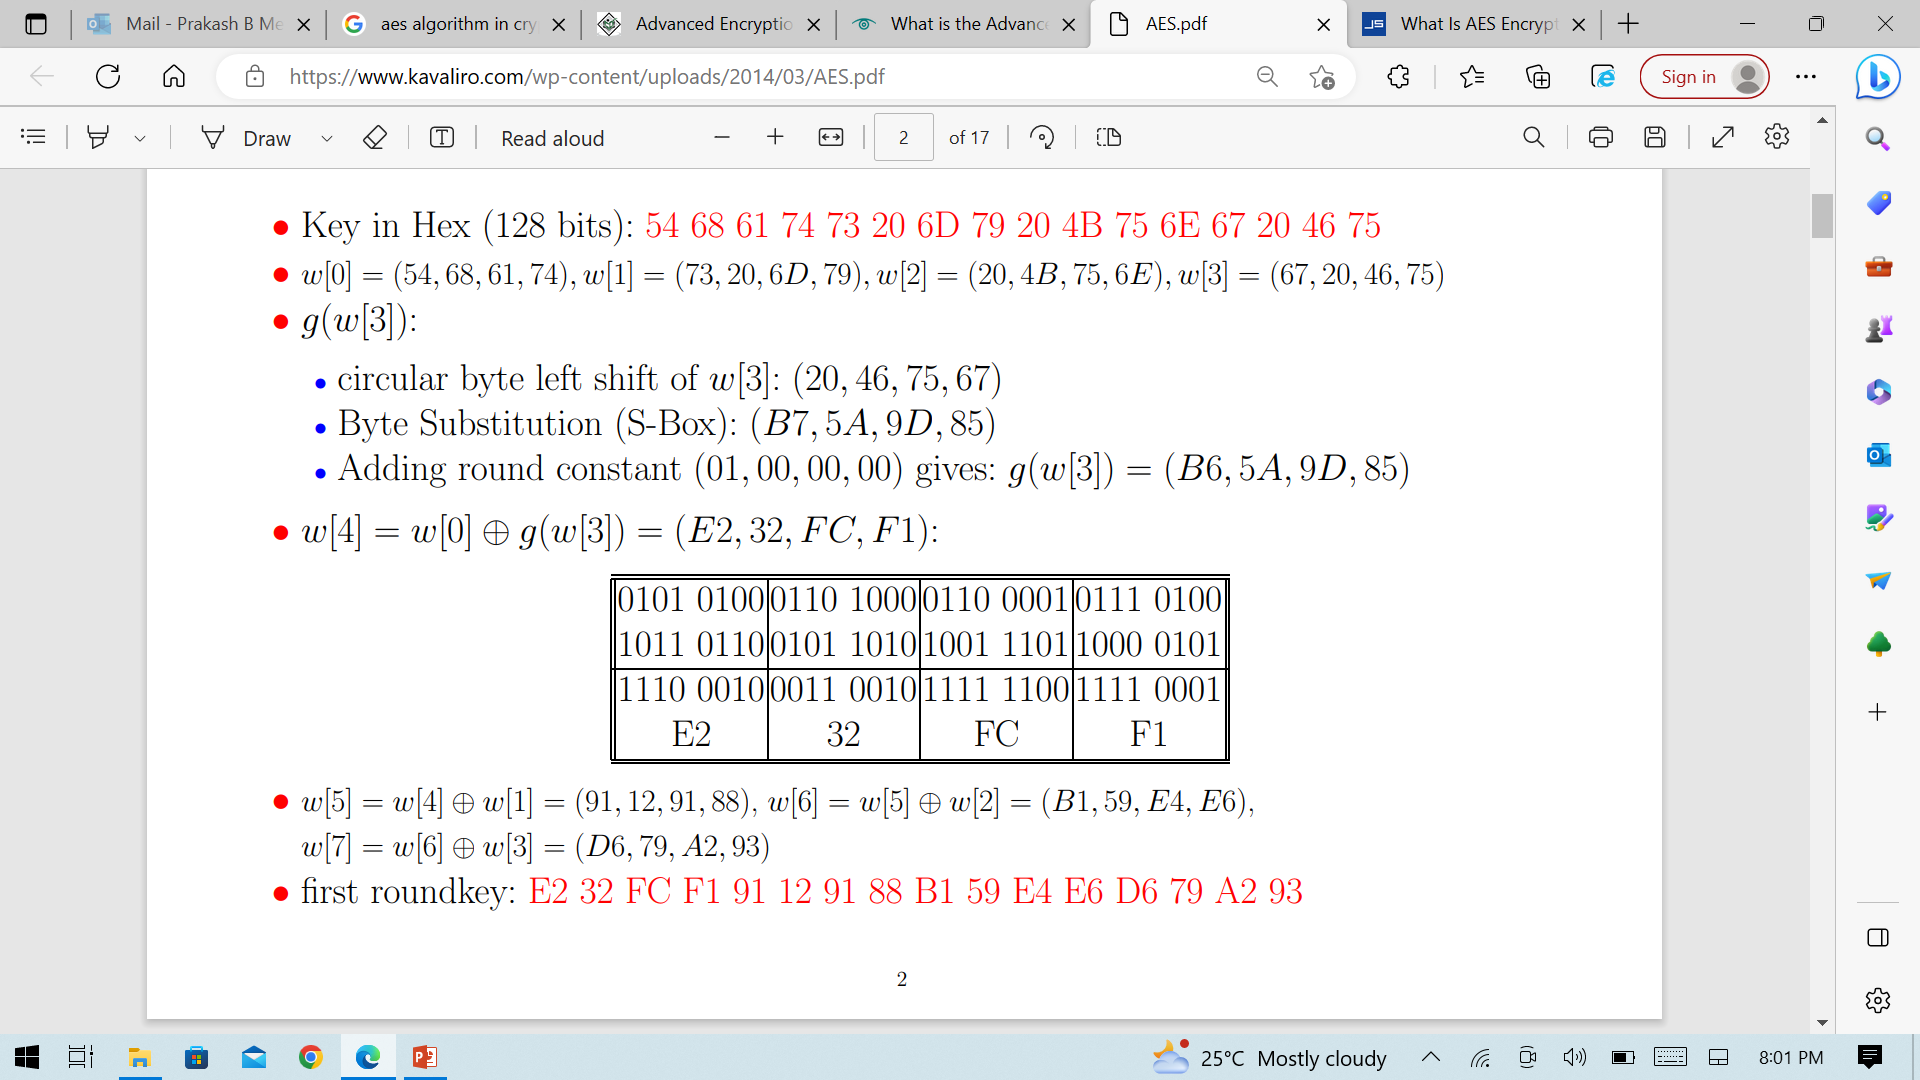 Mail - Prakash B Me
aes algorithm in cry
Advanced Encryptio
What is the Advanc
AES.pdf
What Is AES Encrypt
https://www.kavaliro.com/wp-content/uploads/2014/03/AES.pdf
Sign in
Draw
Read aloud
2 of 17
• Key in Hex (128 bits): 54 68 61 74 73 20 6D 79 20 4B 75 6E 67 20 46 75
• w[0] = (54, 68, 61, 74), w[1] = (73, 20, 6D, 79), w[2] = (20, 4B, 75, 6E), w[3] = (67, 20, 46, 75)
• g(w[3]):
• circular byte left shift of w[3]: (20, 46, 75, 67)
• Byte Substitution (S-Box): (B7, 5A, 9D, 85)
• Adding round constant (01, 00, 00, 00) gives: g(w[3]) = (B6, 5A, 9D, 85)
• w[4] = w[0] ⊕ g(w[3]) = (E2, 32, FC, F1):
0101 0100 0110 1000 0110 0001 0111 0100
1011 0110 0101 1010 1001 1101 1000 0101
1110 0010 0011 0010 1111 1100 1111 0001
E2 32 FC F1
• w[5] = w[4] ⊕ w[1] = (91, 12, 91, 88), w[6] = w[5] ⊕ w[2] = (B1, 59, E4, E6),
w[7] = w[6] ⊕ w[3] = (D6, 79, A2, 93)
• first roundkey: E2 32 FC F1 91 12 91 88 B1 59 E4 E6 D6 79 A2 93
2
25°C Mostly cloudy
8:01 PM